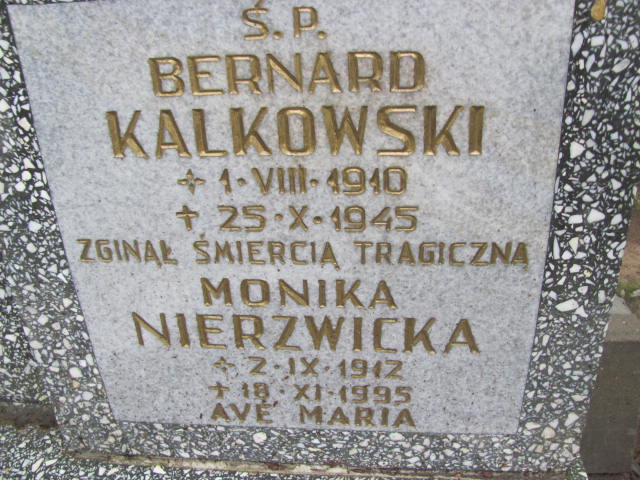 Ś.P.
BERNARD
KALKOWSKI
+ 1·VIII·1910
✝ 25·X·1945
ZGINĄŁ ŚMIERCIĄ TRAGICZNĄ
MONIKA
NIERZWICKA
+ 2·IX·1912
✝ 18·XI·1995
AVE MARIA